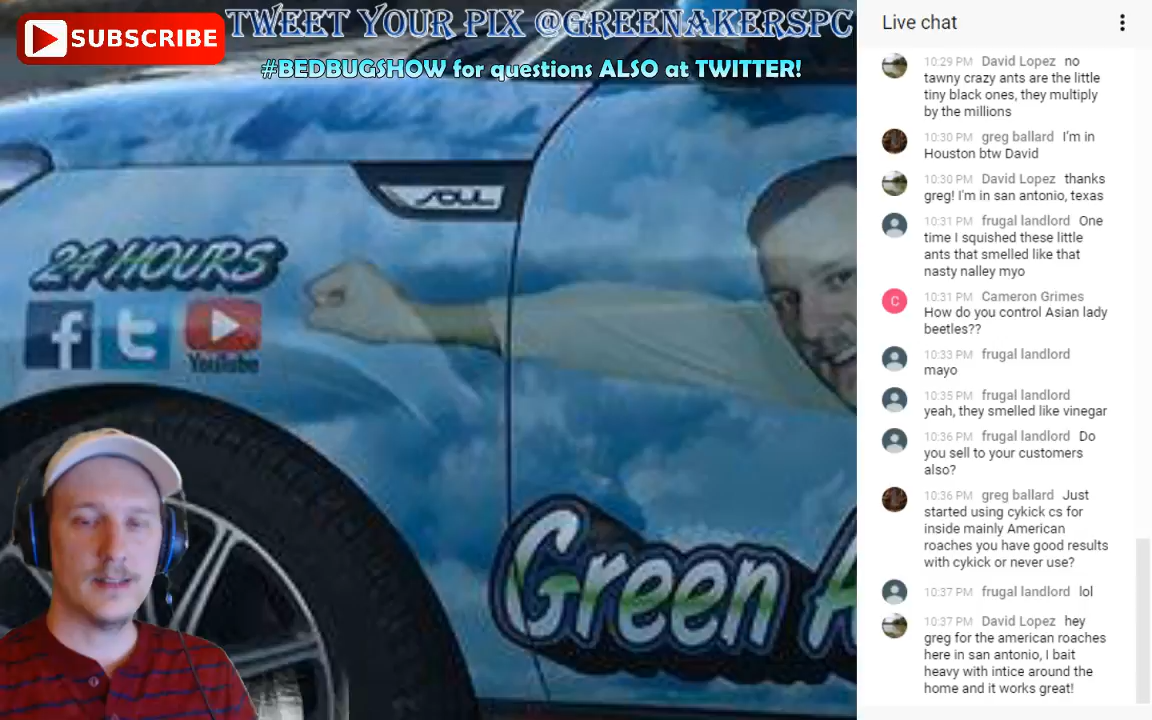 SUBSCRIBE
TWEET YOUR PIX @GREENAKERSPC
#BEDBUGSHOW for questions ALSO at TWITTER!
SOUL
24 HOURS
f t
YouTube
Green A
Live chat
10:29 PM David Lopez no
tawny crazy ants are the little
tiny black ones, they multiply
by the millions
10:30 PM greg ballard I'm in
Houston btw David
10:30 PM David Lopez thanks
greg! I'm in san antonio, texas
10:31 PM frugal landlord One
time I squished these little
ants that smelled like that
nasty nalley myo
C
10:31 PM Cameron Grimes
How do you control Asian lady
beetles??
10:33 PM frugal landlord
mayo
10:35 PM frugal landlord
yeah, they smelled like vinegar
10:36 PM frugal landlord Do
you sell to your customers
also?
10:36 PM greg ballard Just
started using cykick cs for
inside mainly American
roaches you have good results
with cykick or never use?
10:37 PM frugal landlord lol
10:37 PM David Lopez hey
greg for the american roaches
here in san antonio, I bait
heavy with intice around the
home and it works great!